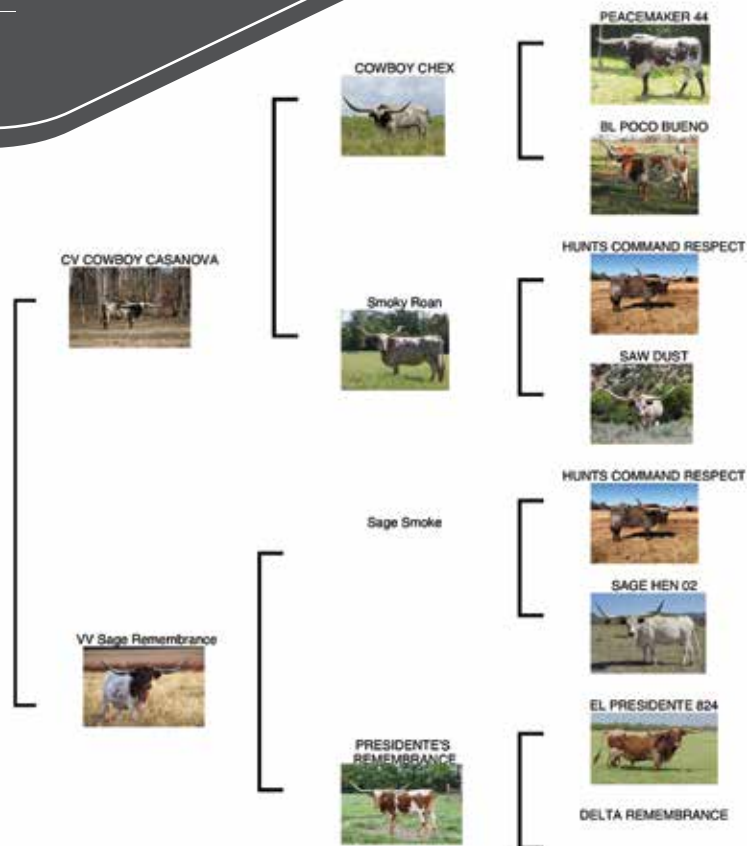 PEACEMAKER 44
COWBOY CHEX
BL POCO BUENO
CV COWBOY CASANOVA
HUNTS COMMAND RESPECT
Smoky Roan
SAW DUST
HUNTS COMMAND RESPECT
Sage Smoke
SAGE HEN 02
VV Sage Remembrance
EL PRESIDENTE 824
PRESIDENTE'S
REMEMBRANCE
DELTA REMEMBRANCE